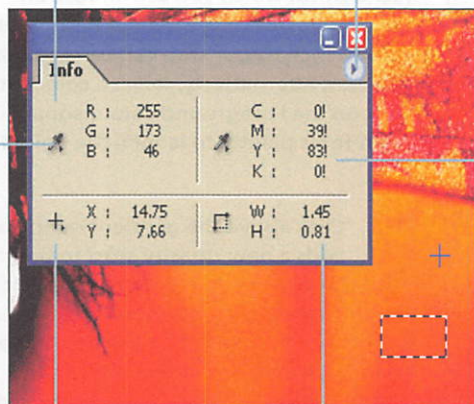 Info
R : 255 C : 0!
G : 173 M : 39!
B : 46 Y : 83!
K : 0!
X : 14.75 W : 1.45
Y : 7.66 H : 0.81